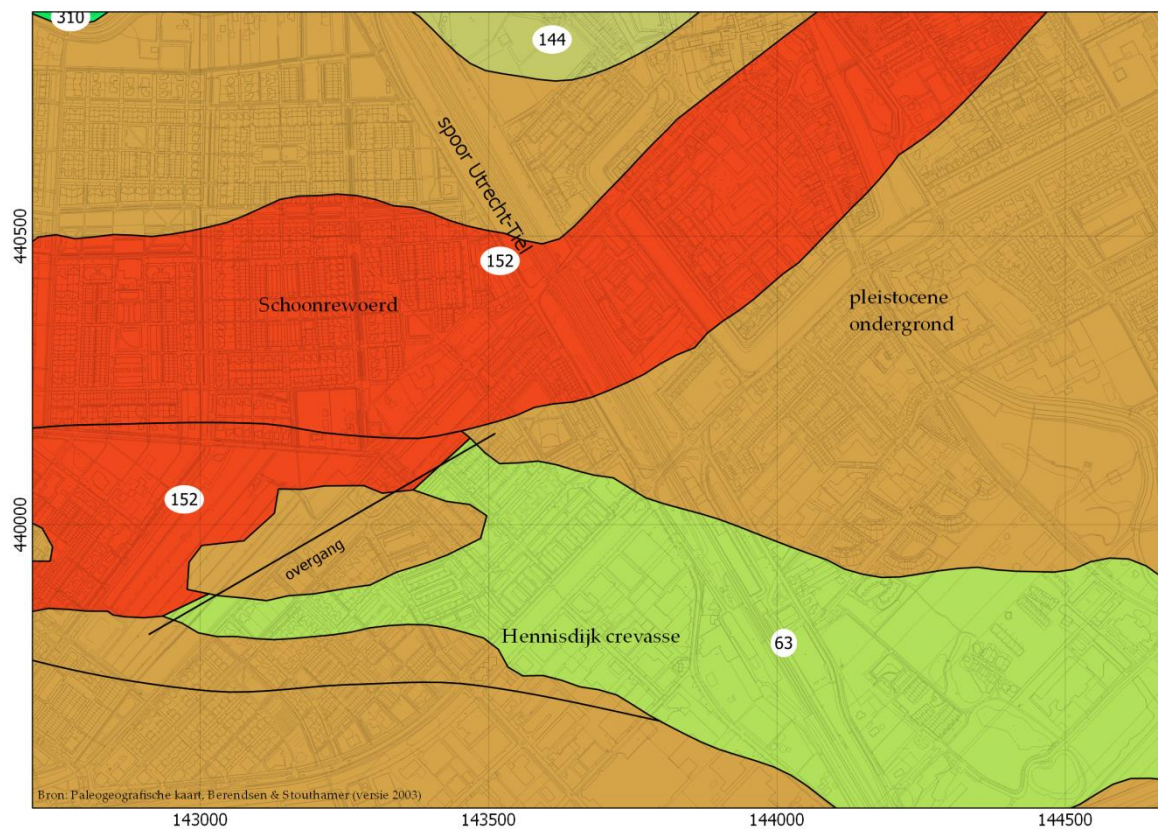 310
144
spoor Utrecht-Tiel
440500
152
Schoonrewoerd
pleistocene
ondergrond
152
440000
overgang
Hennisdijk crevasse
63
Bron: Paleogeografische kaart, Berendsen & Stouthamer (versie 2003)
143000
143500
144000
144500